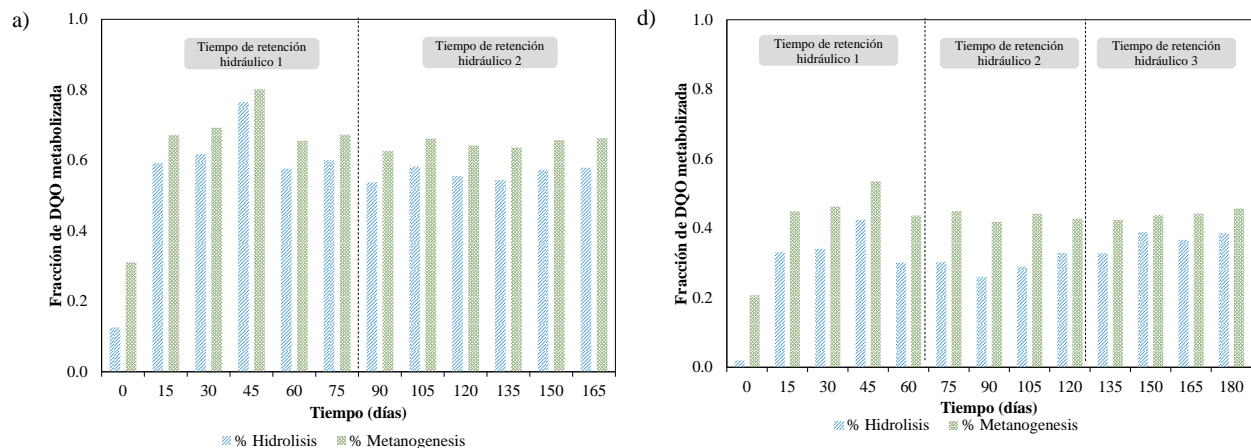 a)
Fracción de DQO metabolizada
1.0
0.8
0.6
0.4
0.2
0.0
Tiempo de retención
hidráulico 1
Tiempo de retención
hidráulico 2
0 15 30 45 60 75 90 105 120 135 150 165
Tiempo (días)
% Hidrolisis % Metanogenesis
d)
Fracción de DQO metabolizada
1.0
0.8
0.6
0.4
0.2
0.0
Tiempo de retención
hidráulico 1
Tiempo de retención
hidráulico 2
Tiempo de retención
hidráulico 3
0 15 30 45 60 75 90 105 120 135 150 165 180
Tiempo (días)
% Hidrolisis % Metanogenesis